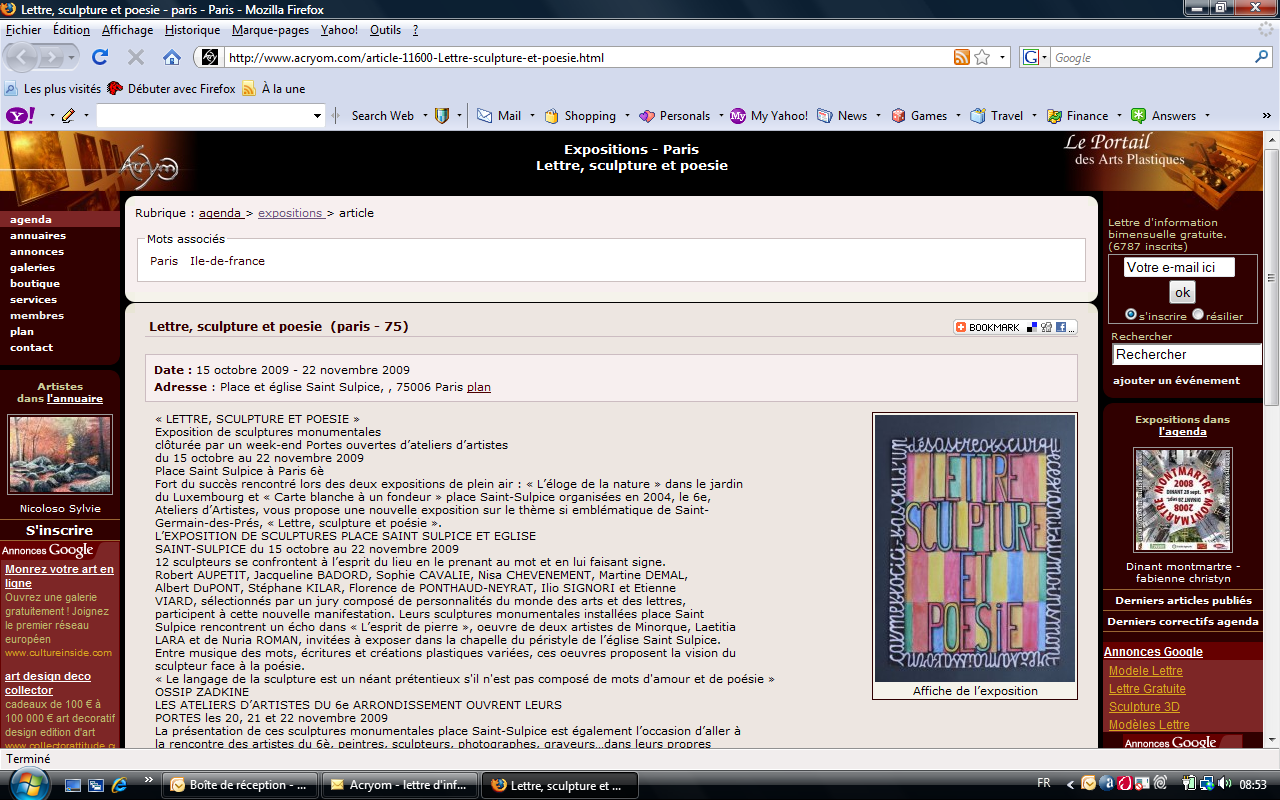 Lettre, sculpture et poesie - paris - Paris - Mozilla Firefox
Fichier Édition Affichage Historique Marque-pages Yahoo! Outils ?
http://www.acryom.com/article-11600-Lettre-sculpture-et-poesie.html
Google
Les plus visités Débuter avec Firefox À la une
Y! Search Web Mail Shopping Personals My Yahoo! News Games Travel Finance Answers »
Acryom
Expositions - Paris
Lettre, sculpture et poesie
Le Portail
des Arts Plastiques
agenda
annuaires
annonces
galeries
boutique
services
membres
plan
contact
Artistes
dans l'annuaire
Nicoloso Sylvie
S'inscrire
Annonces Google
Monrez votre art en
ligne
Ouvrez une galerie
gratuitement ! Joignez
le premier réseau
européen
www.cultureinside.com
art design deco
collector
cadeaux de 100 € à
100 000 € art decoratif
design edition d'art
www.collectorattitude.c
Rubrique : agenda > expositions > article
Mots associés
Paris Ile-de-france
Lettre, sculpture et poesie (paris - 75)
BOOKMARK ...
Date : 15 octobre 2009 - 22 novembre 2009
Adresse : Place et église Saint Sulpice, , 75006 Paris plan
« LETTRE, SCULPTURE ET POESIE »
Exposition de sculptures monumentales
clôturée par un week-end Portes ouvertes d’ateliers d’artistes
du 15 octobre au 22 novembre 2009
Place Saint Sulpice à Paris 6è
Fort du succès rencontré lors des deux expositions de plein air : « L’éloge de la nature » dans le jardin
du Luxembourg et « Carte blanche à un fondeur » place Saint-Sulpice organisées en 2004, le 6e,
Ateliers d’Artistes, vous propose une nouvelle exposition sur le thème si emblématique de Saint-
Germain-des-Prés, « Lettre, sculpture et poésie ».
L’EXPOSITION DE SCULPTURES PLACE SAINT SULPICE ET EGLISE
SAINT-SULPICE du 15 octobre au 22 novembre 2009
12 sculpteurs se confrontent à l’esprit du lieu en le prenant au mot et en lui faisant signe.
Robert AUPETIT, Jacqueline BADORD, Sophie CAVALIE, Nisa CHEVENEMENT, Martine DEMAL,
Albert DuPONT, Stéphane KILAR, Florence de PONTHAUD-NEYRAT, Ilio SIGNORI et Etienne
VIARD, sélectionnés par un jury composé de personalités du monde des arts et des lettres,
participent à cette nouvelle manifestation. Leurs sculptures monumentales installées place Saint
Sulpice rencontrent un écho dans « L’esprit de pierre », oeuvre de deux artistes de Minorque, Laetitia
LARA et de Nuria ROMAN, invitées à exposer dans la chapelle du péristyle de l’église Saint Sulpice.
Entre musique des mots, écritures et créations plastiques variées, ces oeuvres proposent la vision du
sculpteur face à la poésie.
« Le langage de la sculpture est un néant prétentieux s'il n'est pas composé de mots d'amour et de poésie »
OSSIP ZADKINE
LES ATELIERS D’ARTISTES DU 6e ARRONDISSEMENT OUVRENT LEURS
PORTES les 20, 21 et 22 novembre 2009
La présentation de ces sculptures monumentales place Saint-Sulpice est également l’occasion d’aller à
la rencontre des artistes du 6è, peintres, sculpteurs, photographes, graveurs...dans leurs propres
LETTRE
SCULPTURE
ET
POESIE
Affiche de l’exposition
Lettre d'information
bimensuelle gratuite.
(6787 inscrits)
Votre e-mail ici
ok
s'inscrire résilier
Rechercher
Rechercher
ajouter un événement
Expositions dans
l'agenda
DINANT MONTMARTRE
2008
DINANT 28 sept.
Dinant montmartre -
fabienne christyn
Derniers articles publiés
Derniers correctifs agenda
Annonces Google
Modele Lettre
Lettre Gratuite
Sculpture 3D
Modèles Lettre
Annonces Google
Terminé
» Boîte de réception - ... Acryom - lettre d'inf... Lettre, sculpture et ... FR 08:53